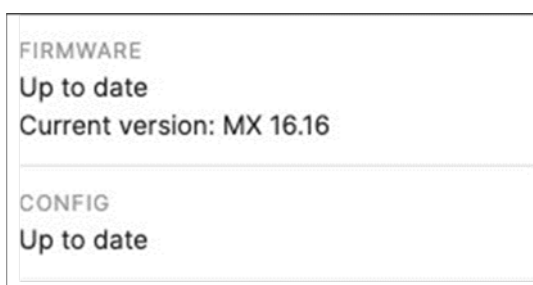 FIRMWARE
Up to date
Current version: MX 16.16
CONFIG
Up to date